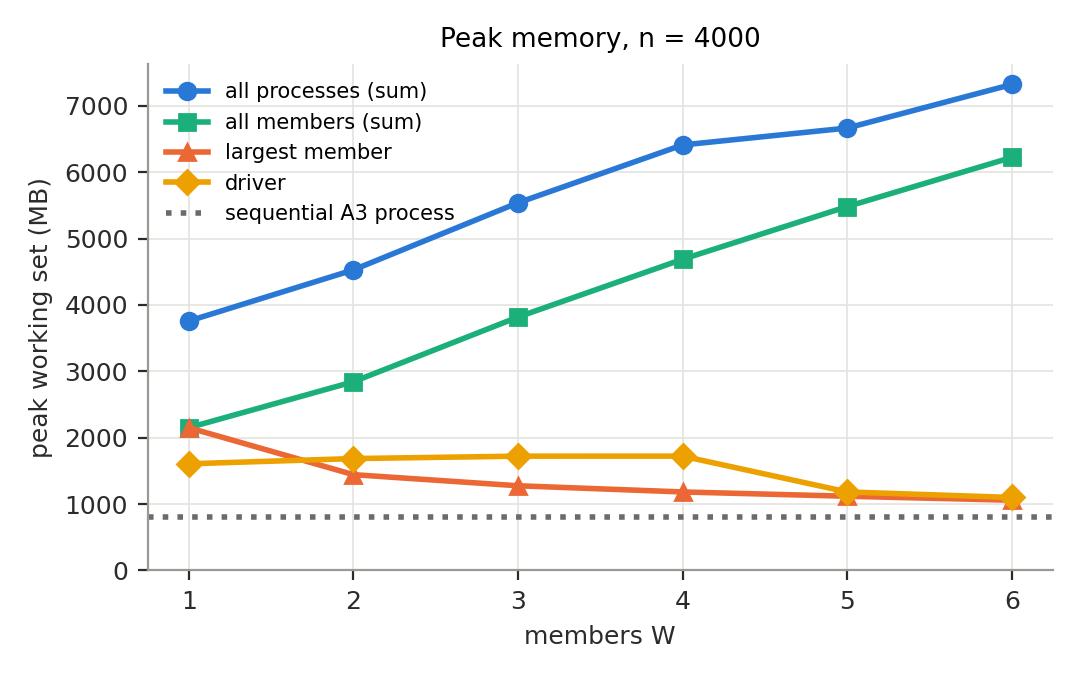 Peak memory, n = 4000
all processes (sum)
all members (sum)
largest member
driver
sequential A3 process
peak working set (MB)
7000
6000
5000
4000
3000
2000
1000
0
1 2 3 4 5 6
members W